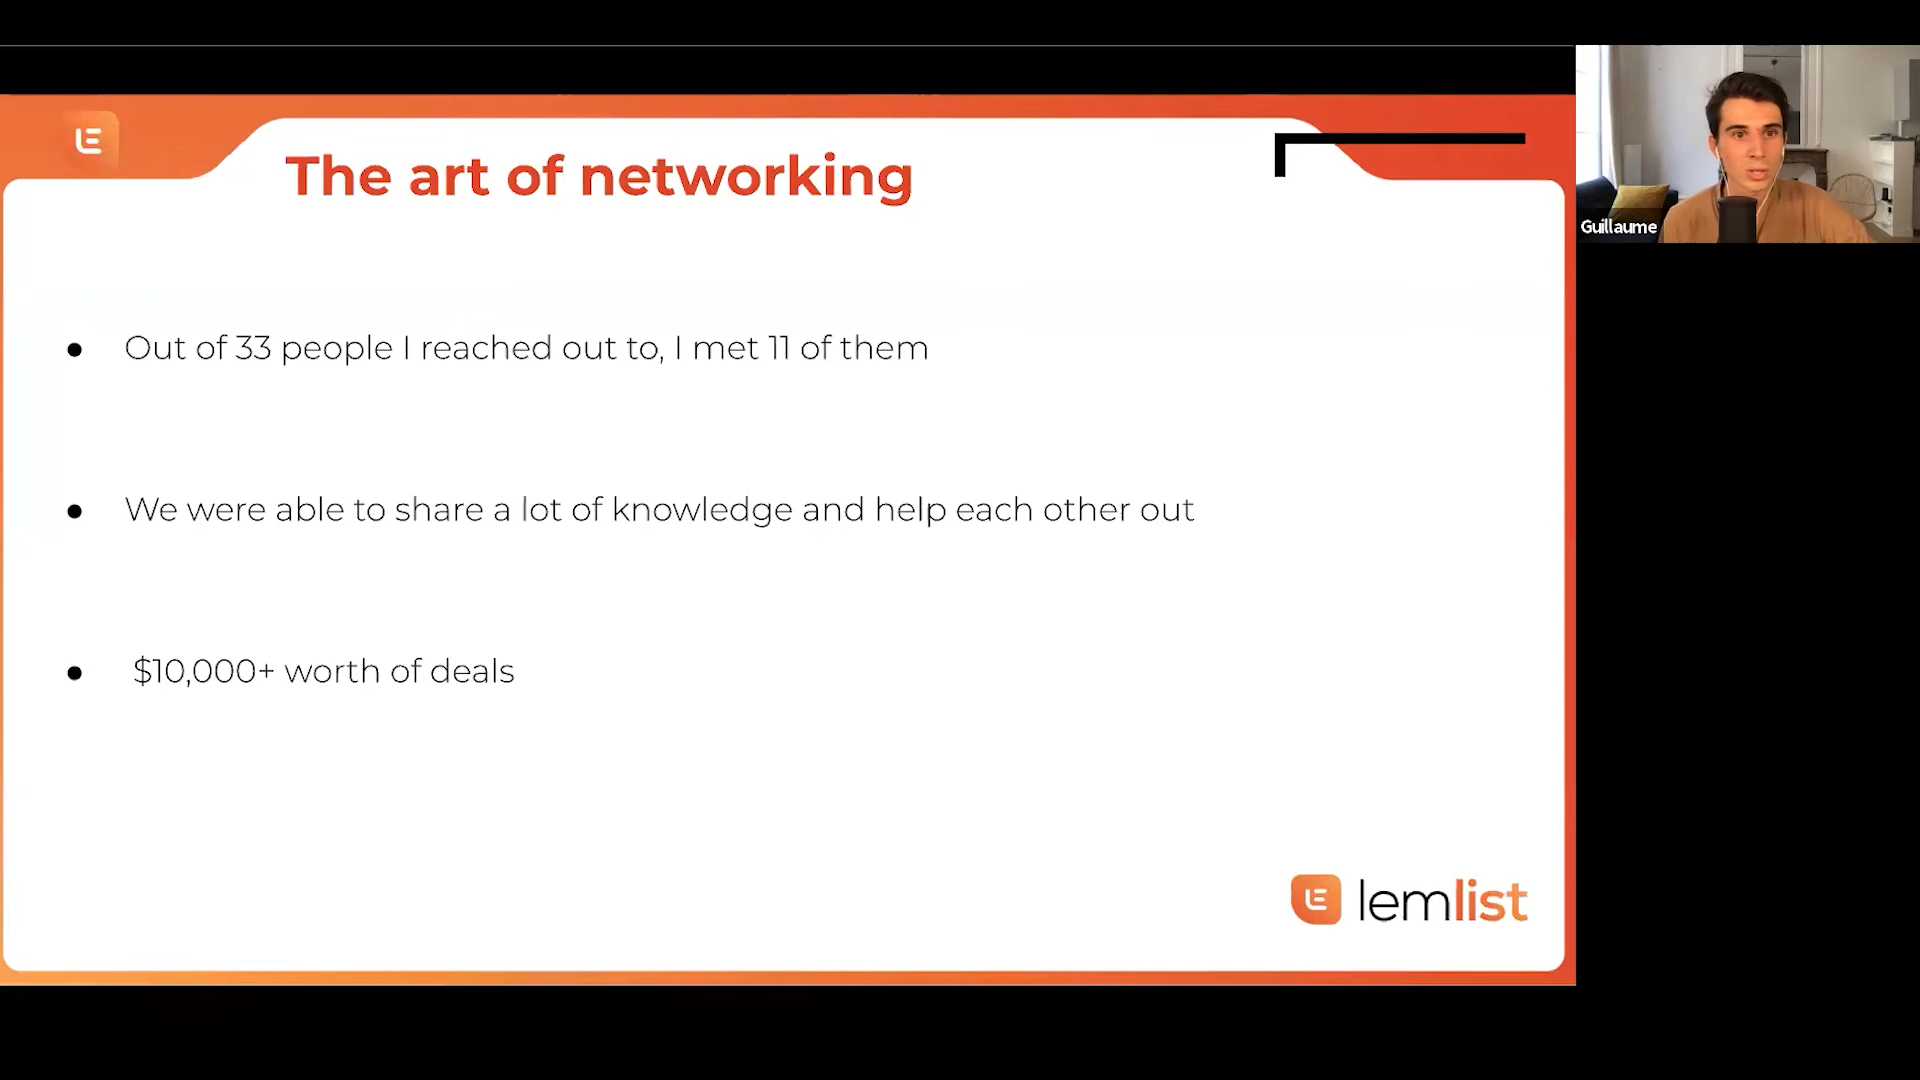 The art of networking
Guillaume
Out of 33 people I reached out to, I met 11 of them
We were able to share a lot of knowledge and help each other out
$10,000+ worth of deals
lemlist